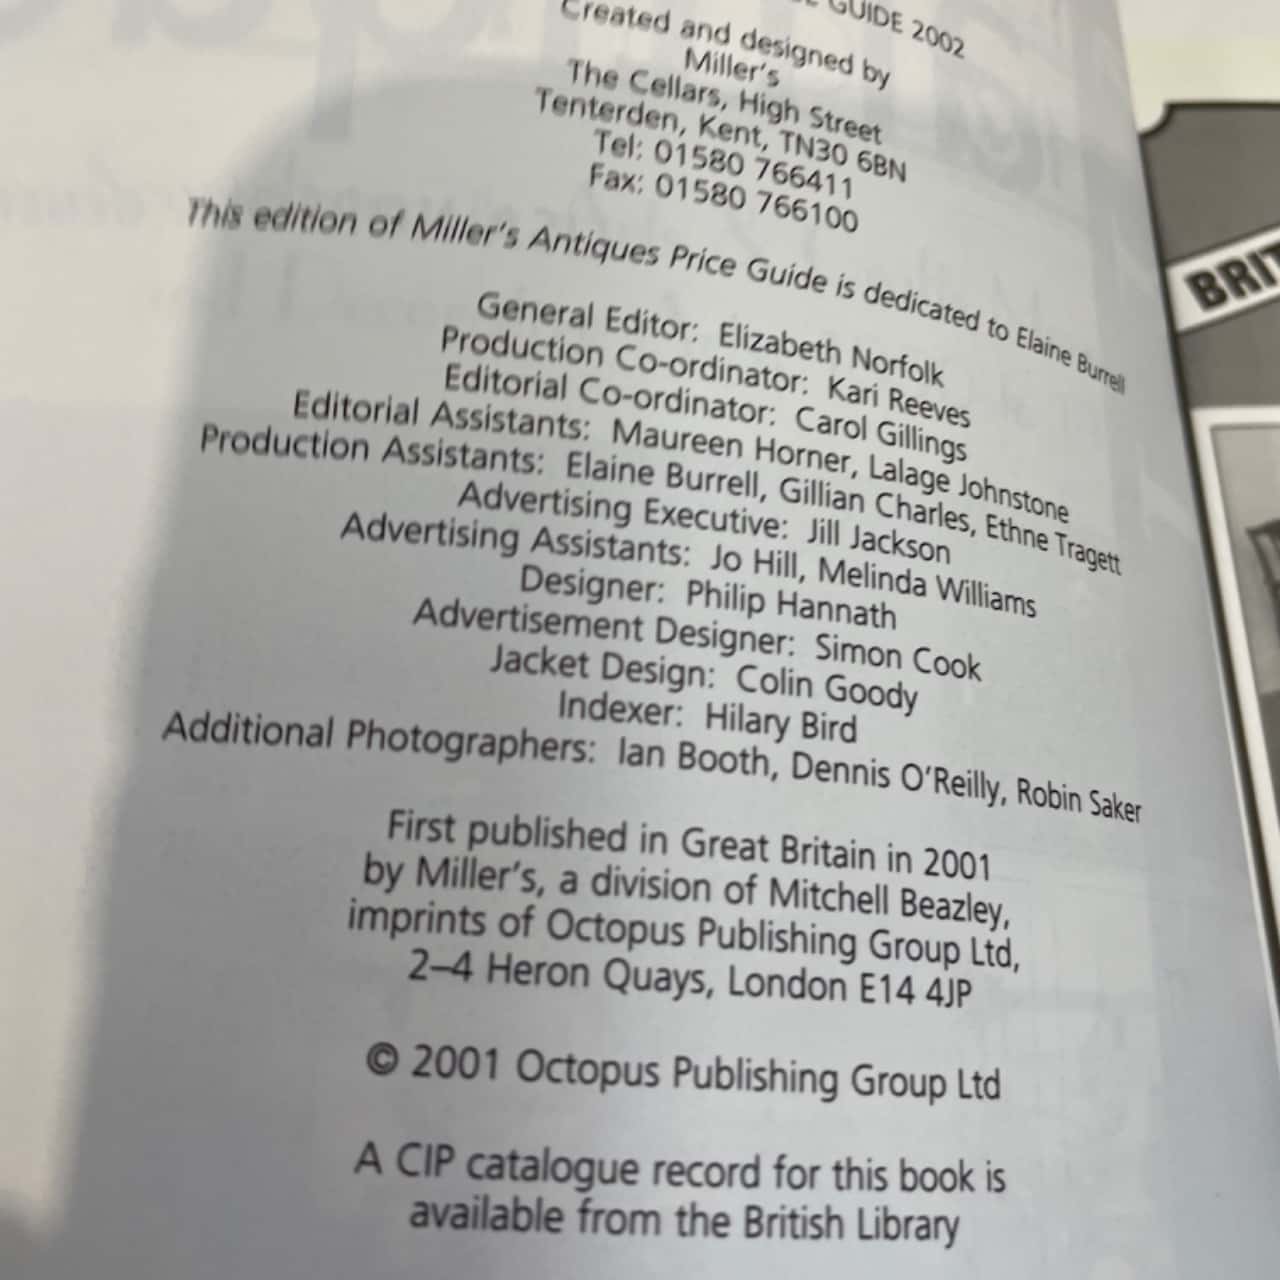 GUIDE 2002
Created and designed by
Miller's
The Cellars, High Street
Tenterden, Kent, TN30 6BN
Tel: 01580 766411
Fax: 01580 766100
This edition of Miller's Antiques Price Guide is dedicated to Elaine Burrell
General Editor: Elizabeth Norfolk
Production Co-ordinator: Kari Reeves
Editorial Co-ordinator: Carol Gillings
Editorial Assistants: Maureen Horner, Lalage Johnstone
Production Assistants: Elaine Burrell, Gillian Charles, Ethne Tragett
Advertising Executive: Jill Jackson
Advertising Assistants: Jo Hill, Melinda Williams
Designer: Philip Hannath
Advertisement Designer: Simon Cook
Jacket Design: Colin Goody
Indexer: Hilary Bird
Additional Photographers: Ian Booth, Dennis O'Reilly, Robin Saker
First published in Great Britain in 2001
by Miller's, a division of Mitchell Beazley,
imprints of Octopus Publishing Group Ltd,
2–4 Heron Quays, London E14 4JP
© 2001 Octopus Publishing Group Ltd
A CIP catalogue record for this book is
available from the British Library
BRIT